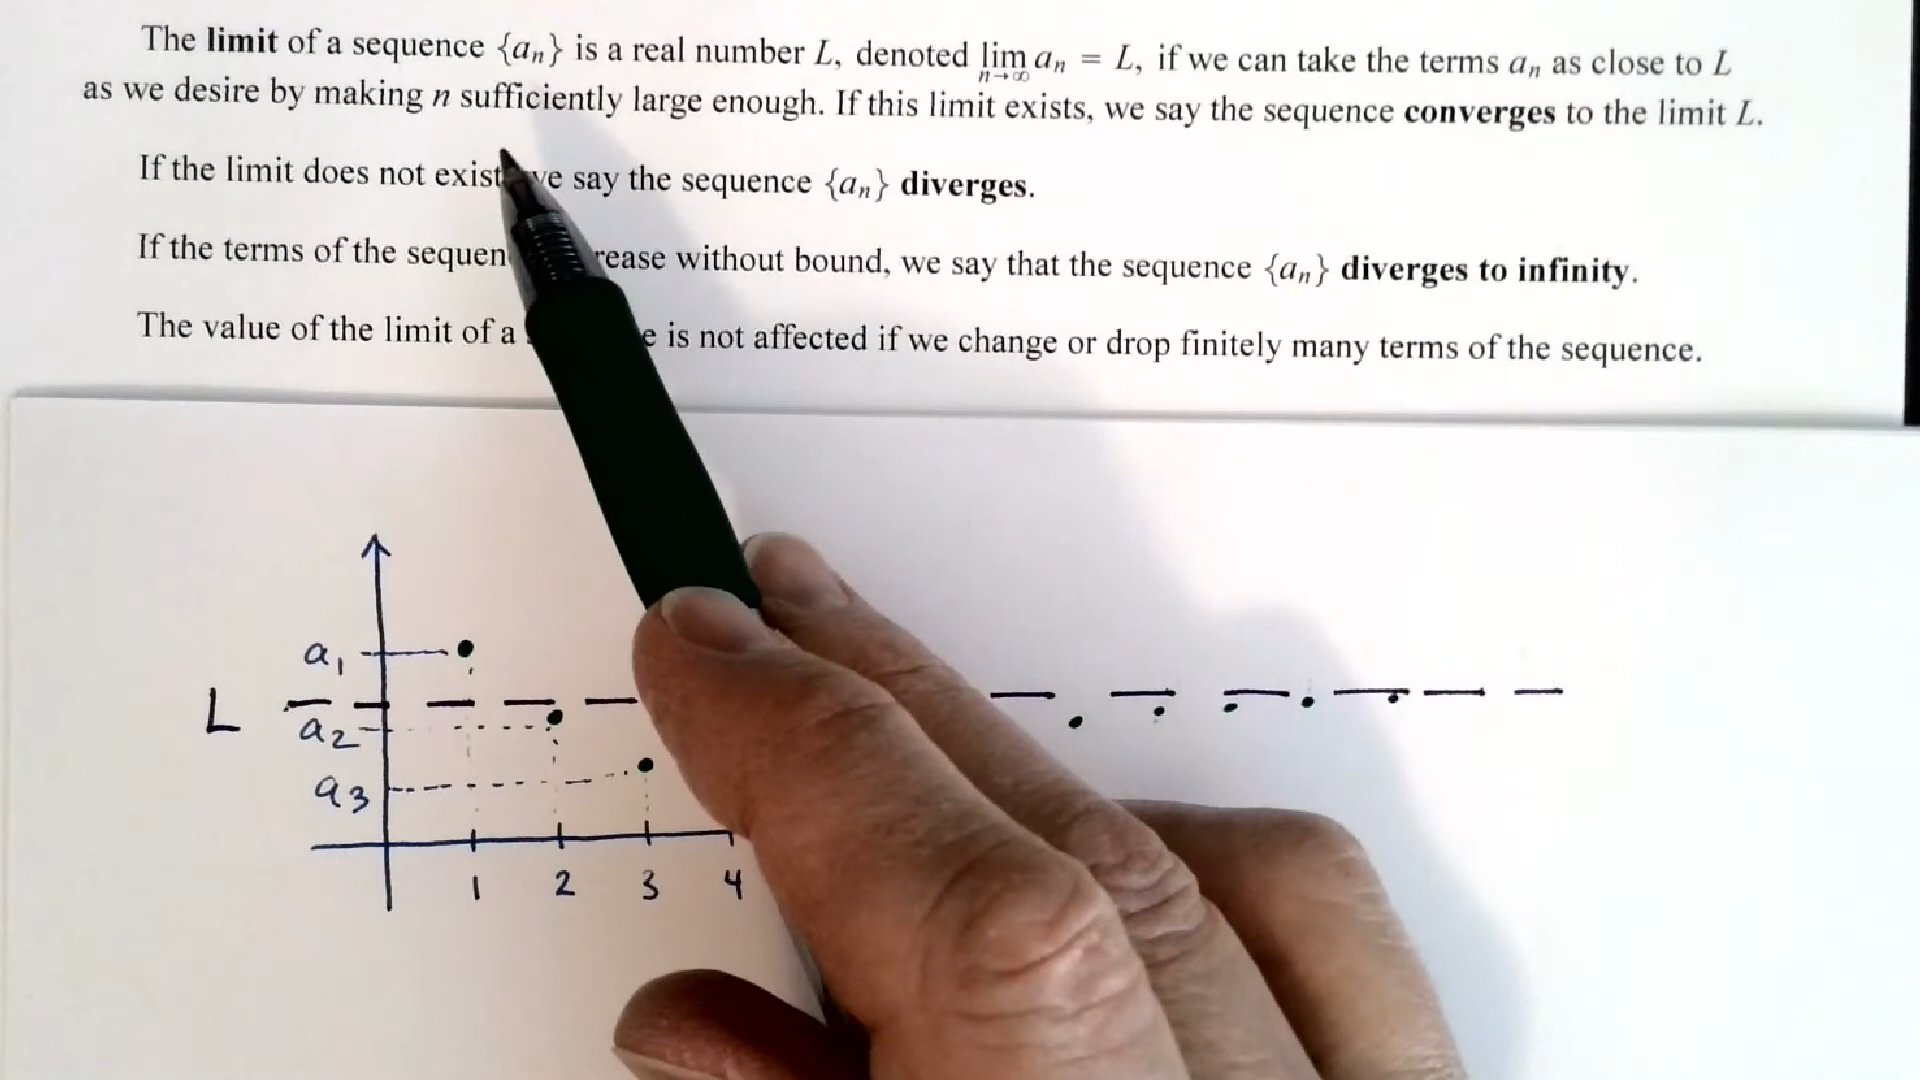 The limit of a sequence {aₙ} is a real number L, denoted lim aₙ = L, if we can take the terms aₙ as close to L
n→∞
as we desire by making n sufficiently large enough. If this limit exists, we say the sequence converges to the limit L.
If the limit does not exist we say the sequence {aₙ} diverges.
If the terms of the rease without bound, we say that the sequence {aₙ} diverges to infinity.
The value of the limit of a is not affected if we change or drop finitely many terms of the sequence.
a₁
L
a₂
a₃
1 2 3 4